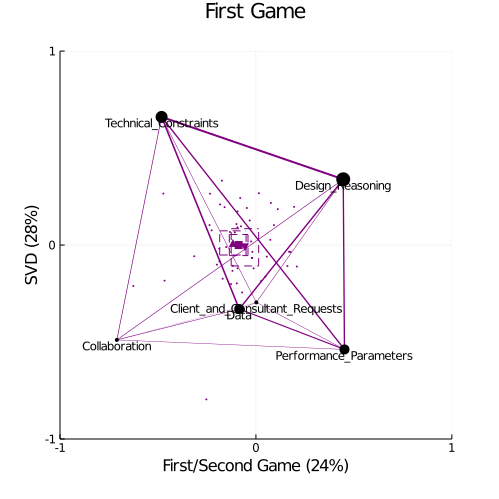 First Game
1
Technical_Constraints
Design_Reasoning
SVD (28%)
0
Client_and_Consultant_Requests
Data
Collaboration
Performance_Parameters
-1
-1
0
1
First/Second Game (24%)